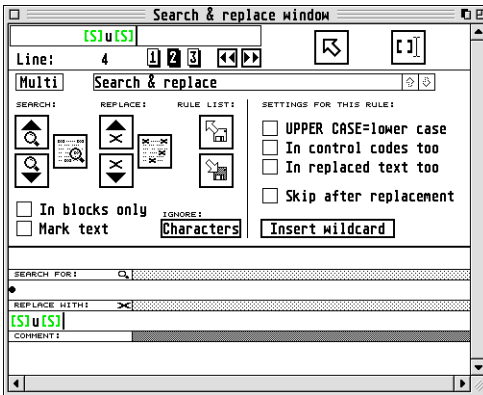 Search & replace window
[S]u[S]
Line: 4 1 2 3
Multi Search & replace
SEARCH: REPLACE: RULE LIST: SETTINGS FOR THIS RULE:
UPPER CASE=lower case
In control codes too
In replaced text too
Skip after replacement
In blocks only
IGNORE:
Mark text Characters Insert wildcard
SEARCH FOR:
REPLACE WITH:
[S]u[S]
COMMENT: